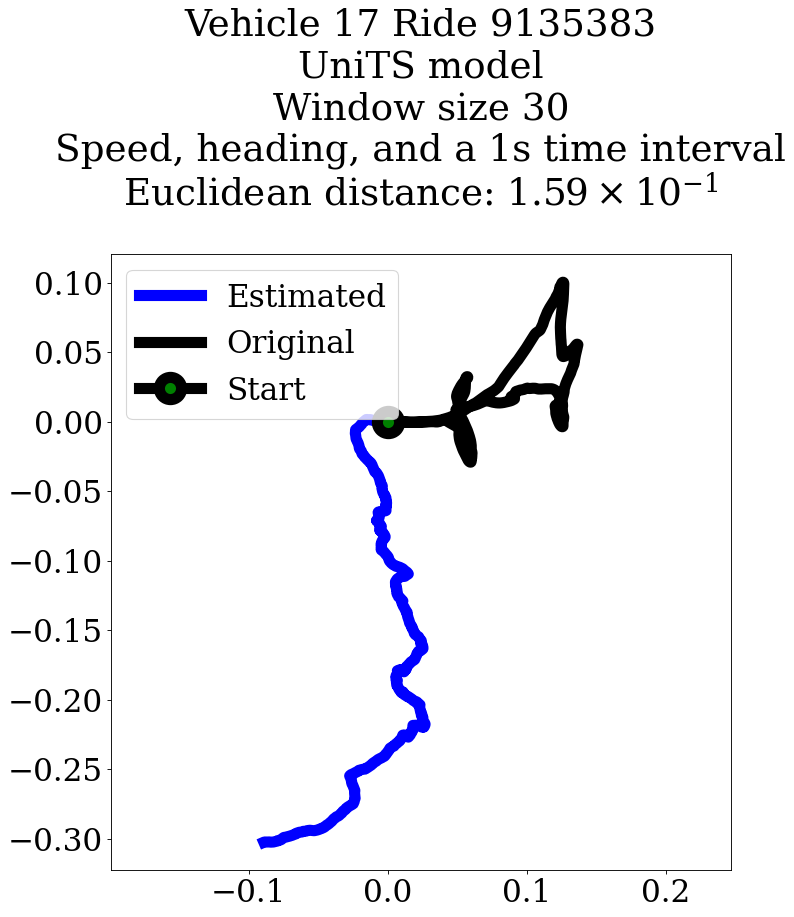 Vehicle 17 Ride 9135383
UniTS model
Window size 30
Speed, heading, and a 1s time interval
Euclidean distance: 1.59 × 10⁻¹
Estimated
Original
Start
0.10
0.05
0.00
−0.05
−0.10
−0.15
−0.20
−0.25
−0.30
−0.1
0.0
0.1
0.2